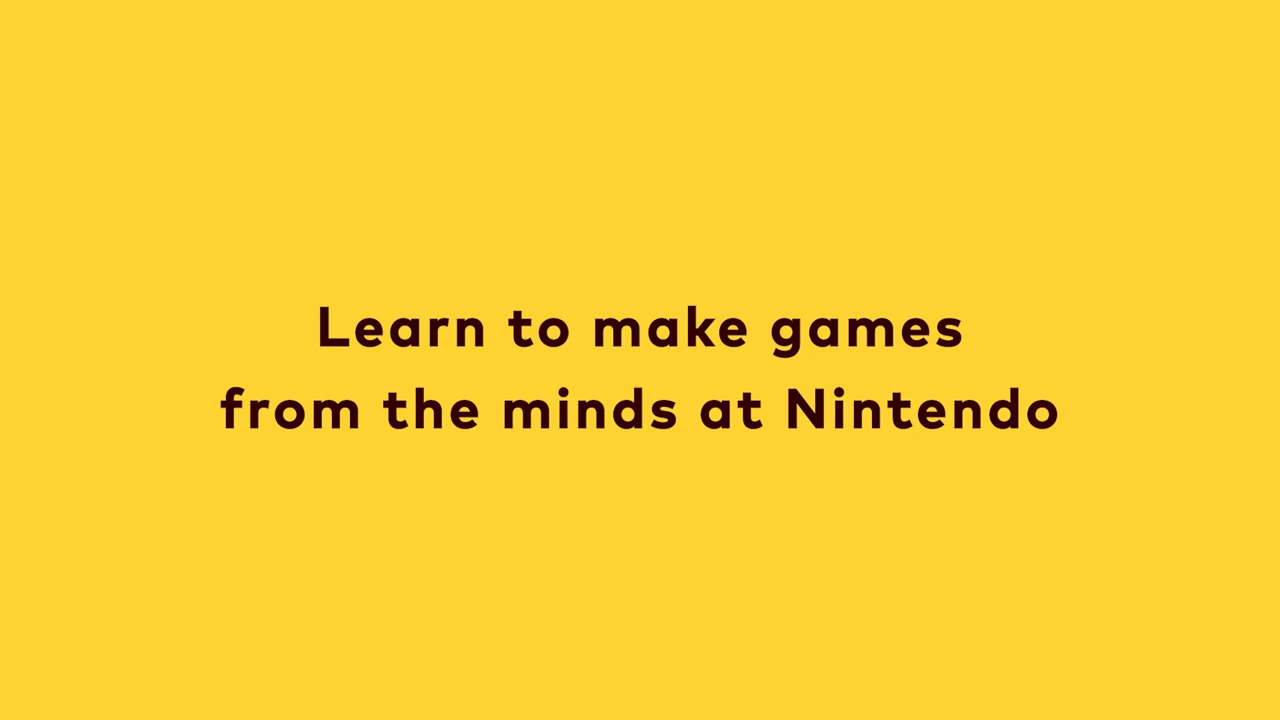 Learn to make games
from the minds at Nintendo